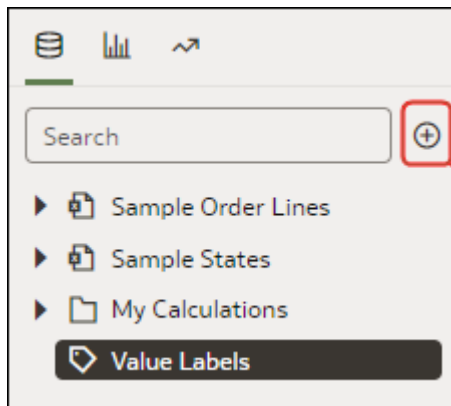 Search
Sample Order Lines
Sample States
My Calculations
Value Labels